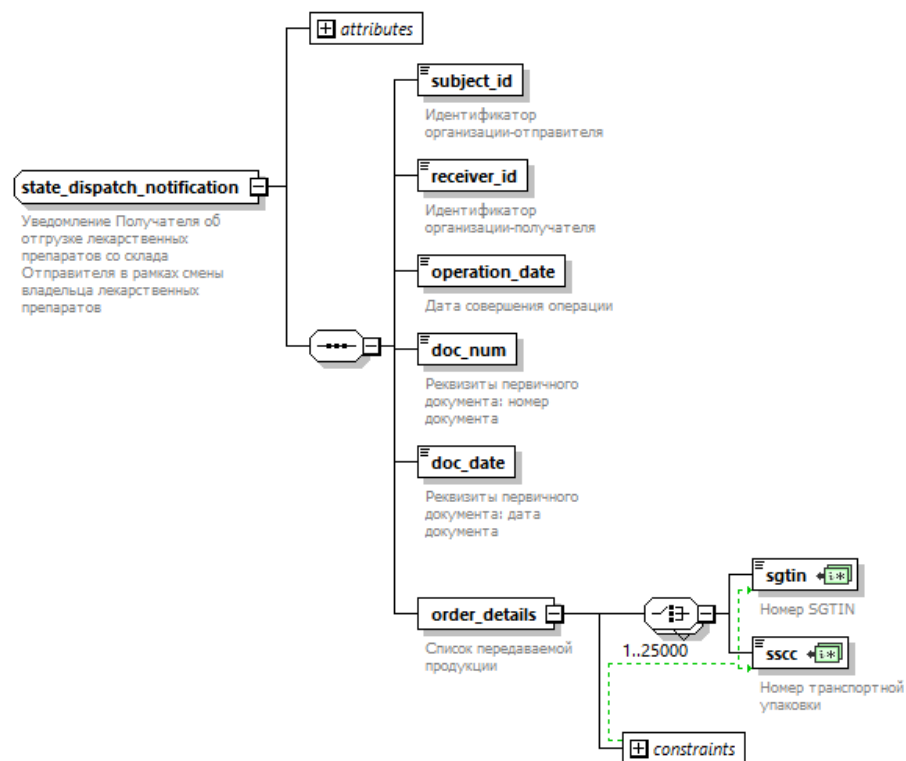 attributes
subject_id
Идентификатор
организации-отправителя
state_dispatch_notification
Уведомление Получателя об
отгрузке лекарственных
препаратов со склада
Отправителя в рамках смены
владельца лекарственных
препаратов
receiver_id
Идентификатор
организации-получателя
operation_date
Дата совершения операции
doc_num
Реквизиты первичного
документа: номер
документа
doc_date
Реквизиты первичного
документа: дата
документа
order_details
Список передаваемой
продукции
1..25000
sgtin
Номер SGTIN
sscc
Номер транспортной
упаковки
constraints